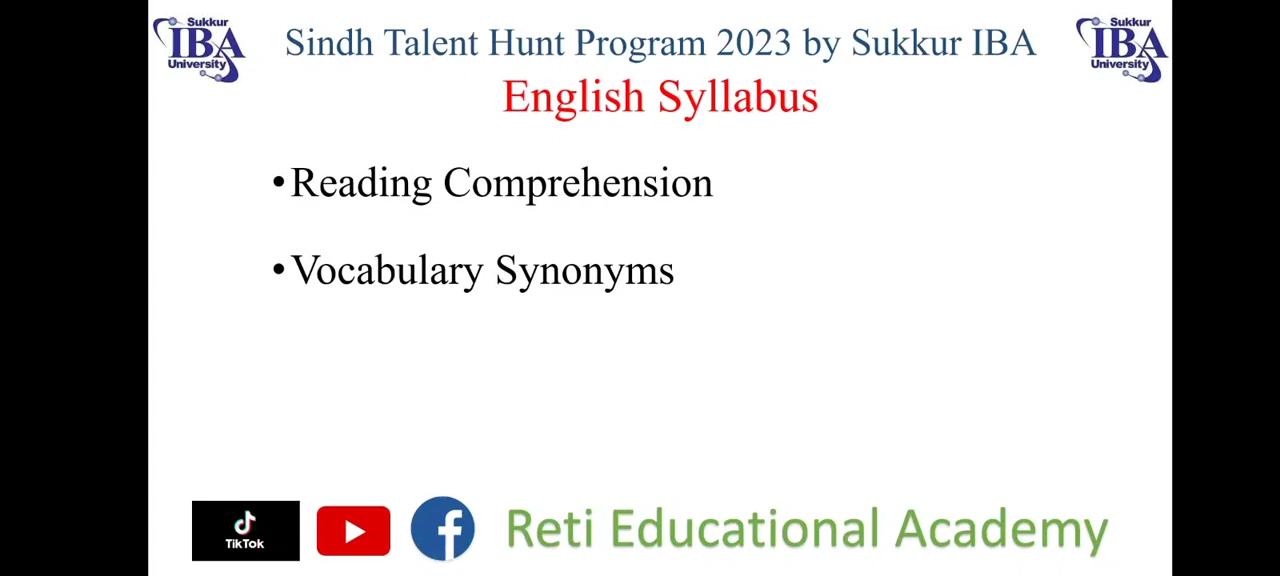 Sukkur
IBA
University
Sindh Talent Hunt Program 2023 by Sukkur IBA
Sukkur
IBA
University
English Syllabus
•Reading Comprehension
•Vocabulary Synonyms
TikTok
f
Reti Educational Academy